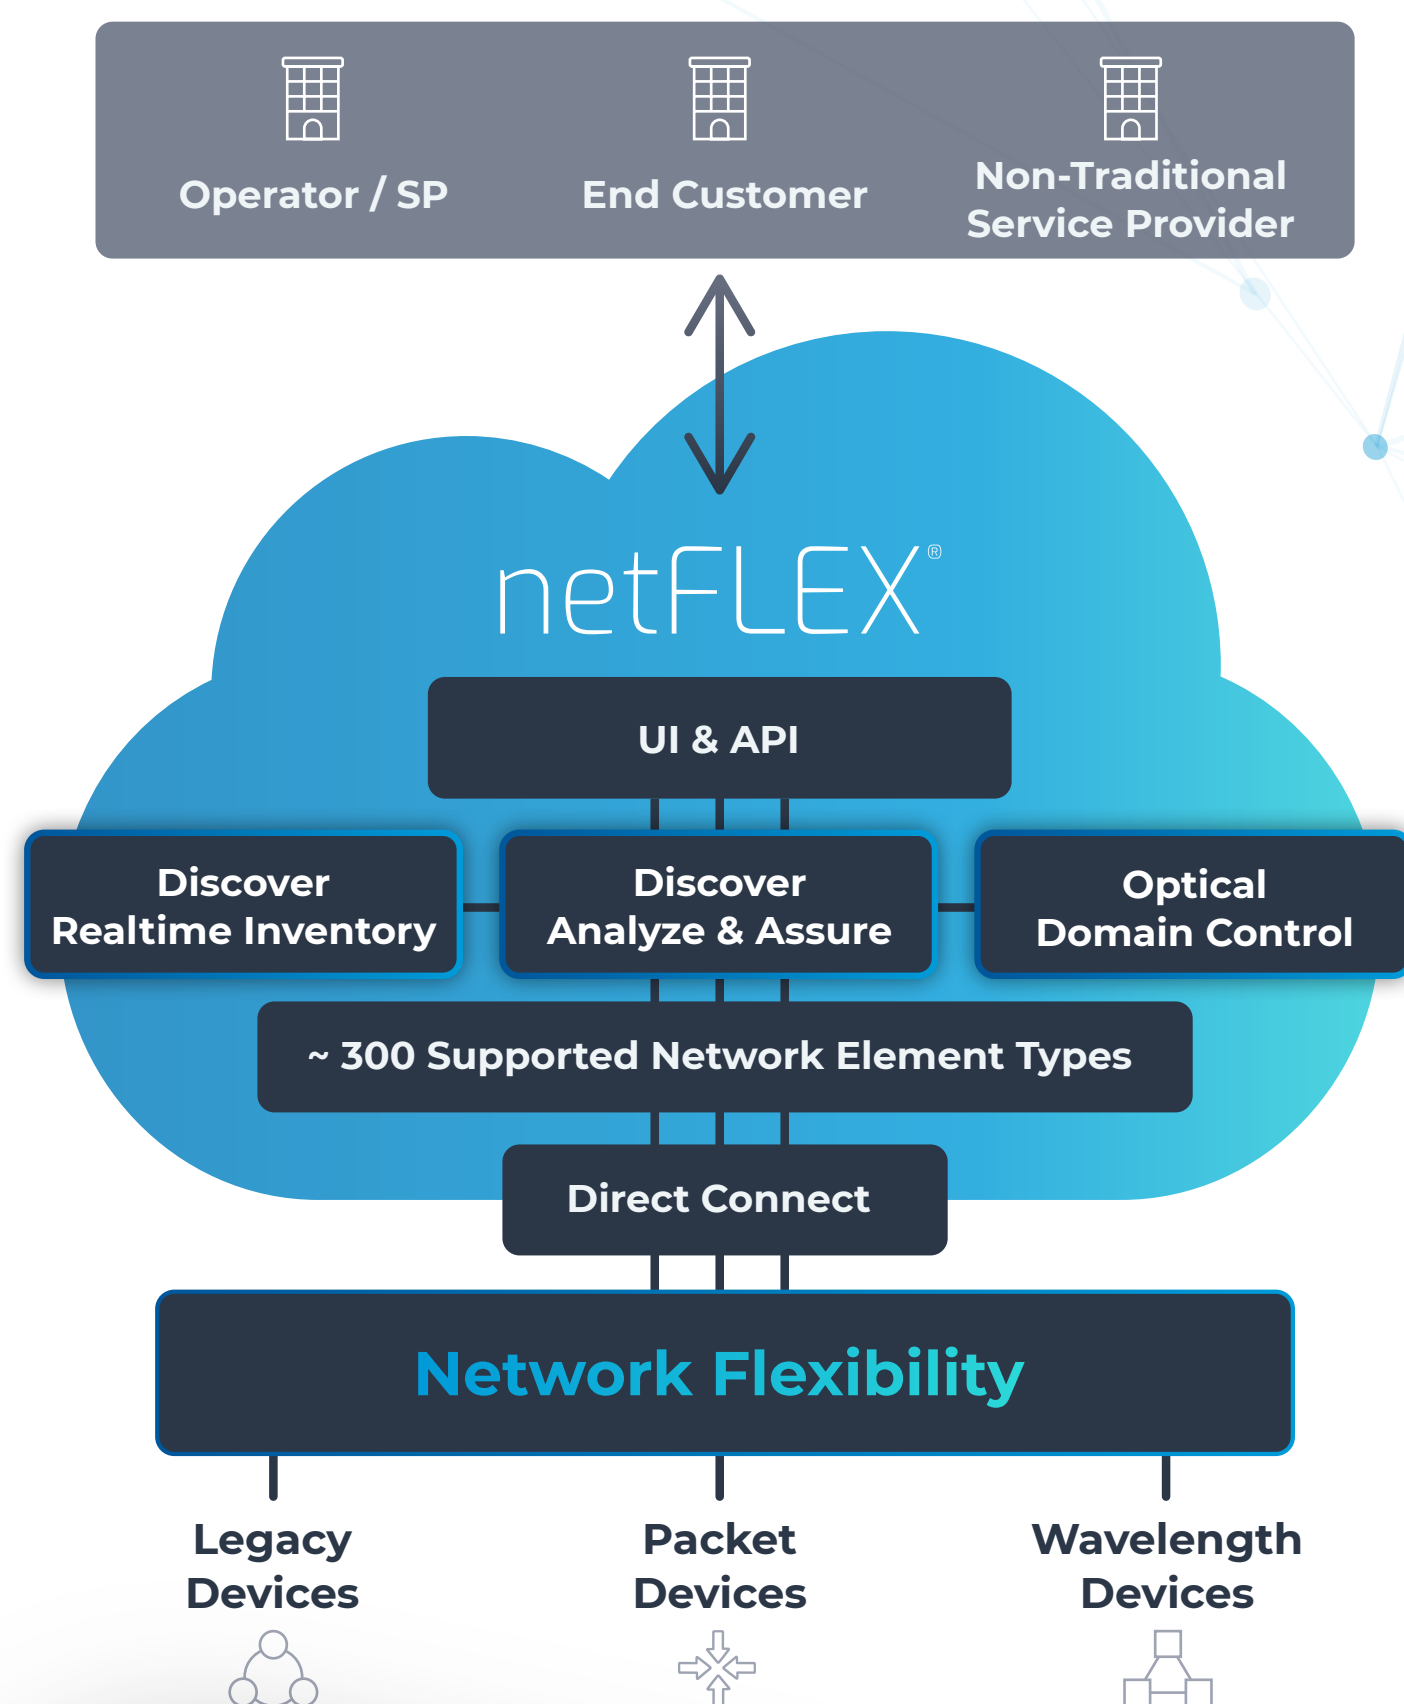 Operator / SP
End Customer
Non-Traditional
Service Provider
netFLEX®
UI & API
Discover
Realtime Inventory
Discover
Analyze & Assure
Optical
Domain Control
~ 300 Supported Network Element Types
Direct Connect
Network Flexibility
Legacy
Devices
Packet
Devices
Wavelength
Devices